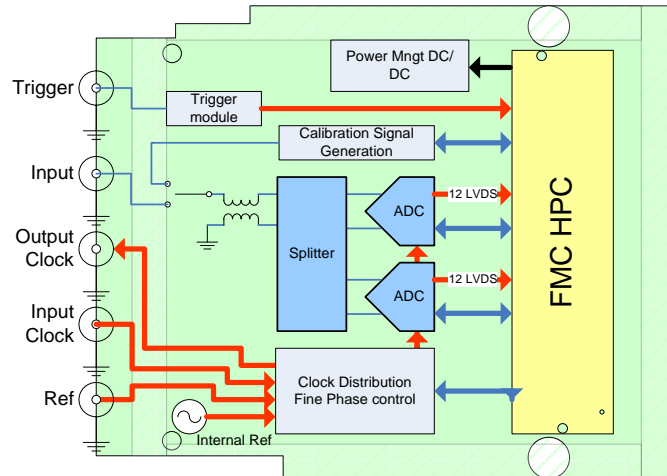 Power Mngt DC/
DC
Trigger
Trigger
module
Calibration Signal
Generation
Input
12 LVDS
ADC
Output
Clock
Splitter
12 LVDS
ADC
Input
Clock
Clock Distribution
Fine Phase control
Ref
Internal Ref
FMC HPC